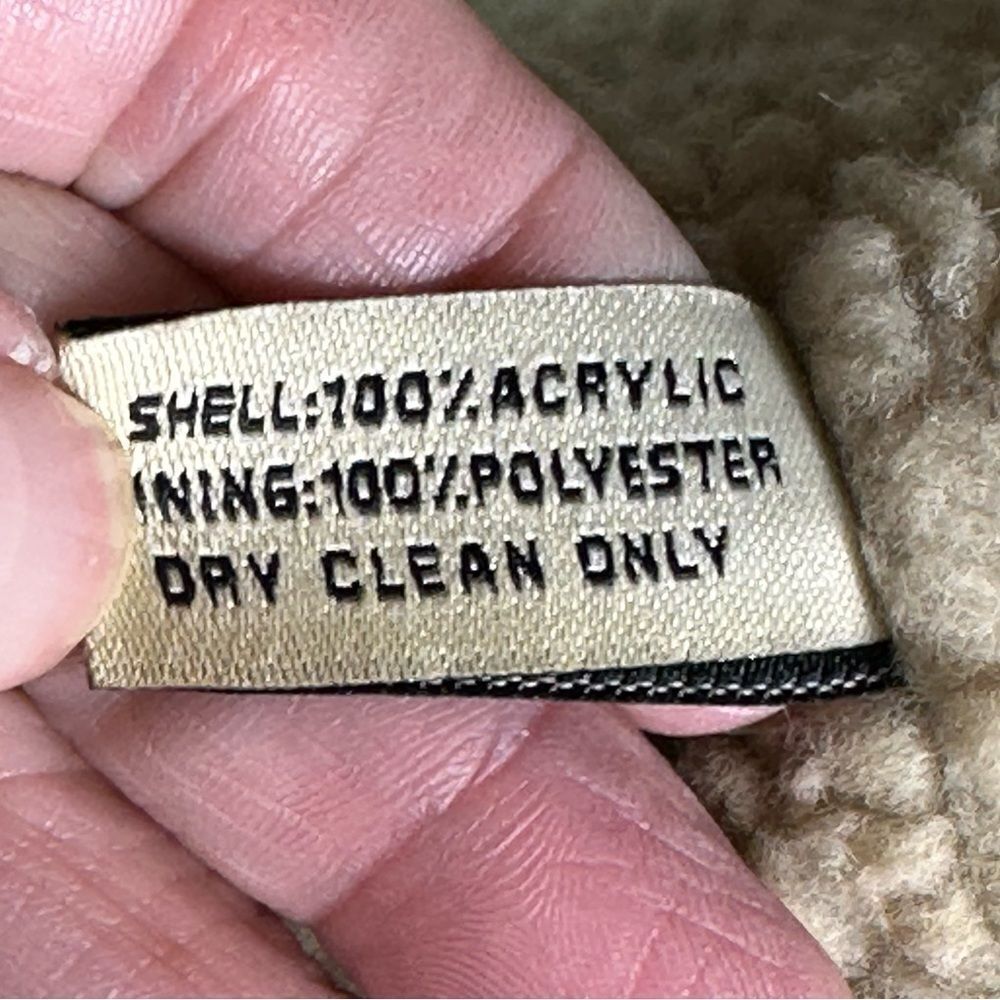 SHELL:100%ACRYLIC
INING:100%POLYESTER
DRY CLEAN ONLY